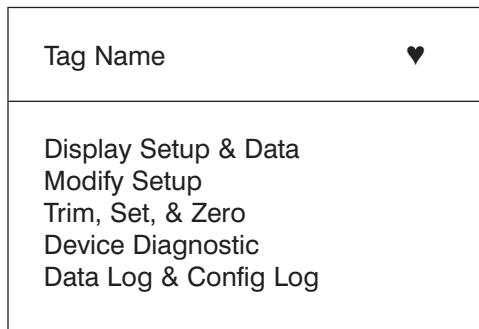 Tag Name ♥
Display Setup & Data
Modify Setup
Trim, Set, & Zero
Device Diagnostic
Data Log & Config Log